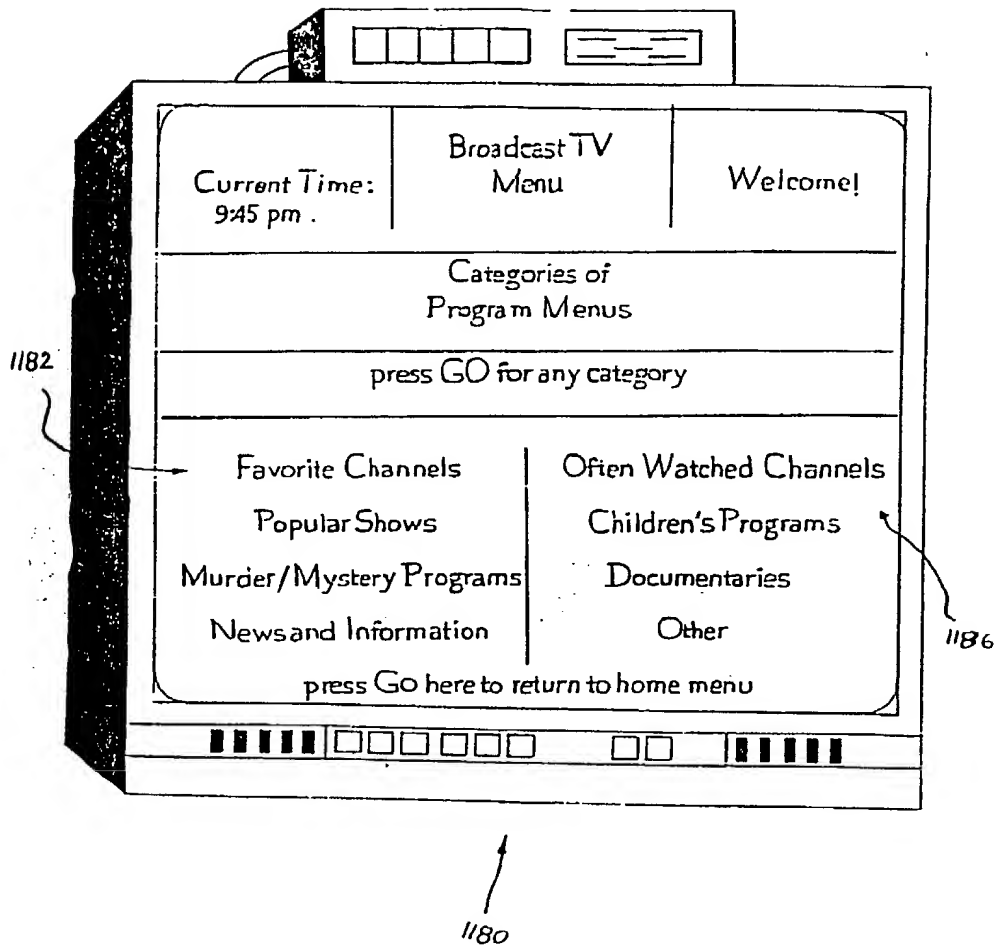 Broadcast TV
Menu
Current Time:
9:45 pm .
Welcome!
Categories of
Program Menus
press GO for any category
1182
Favorite Channels
Often Watched Channels
Popular Shows
Children's Programs
Murder/Mystery Programs
Documentaries
News and Information
Other
1186
press Go here to return to home menu
1180